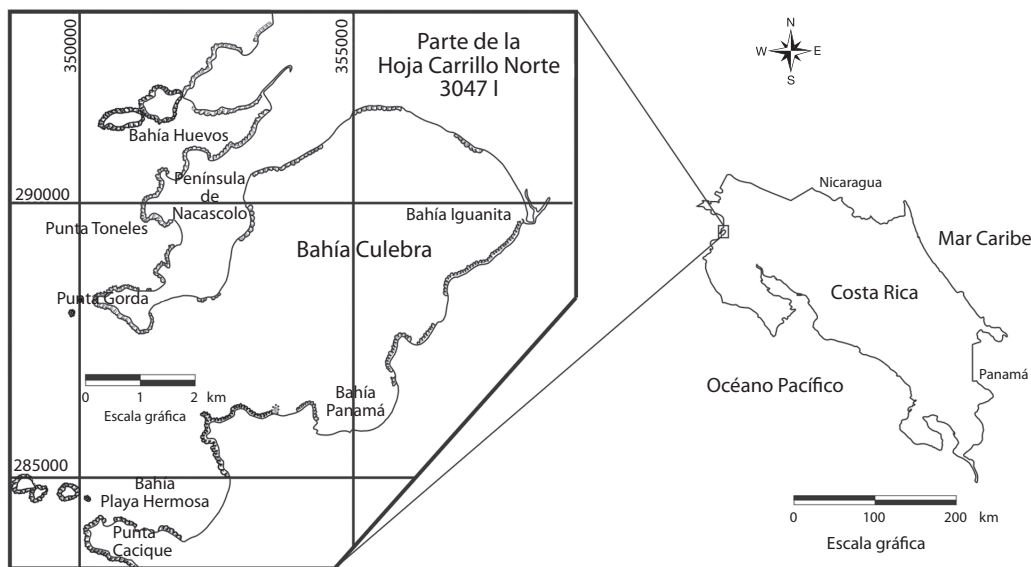 350000
355000
Parte de la
Hoja Carrillo Norte
3047 I
Bahía Huevos
Península
de
Nacascolo
290000
Punta Toneles
Bahía Iguanita
Bahía Culebra
Punta Gorda
0 1 2 km
Escala gráfica
Bahía
Panamá
285000
Bahía
Playa Hermosa
Punta
Cacique
N
W E
S
Nicaragua
Mar Caribe
Costa Rica
Panamá
Océano Pacífico
0 100 200 km
Escala gráfica